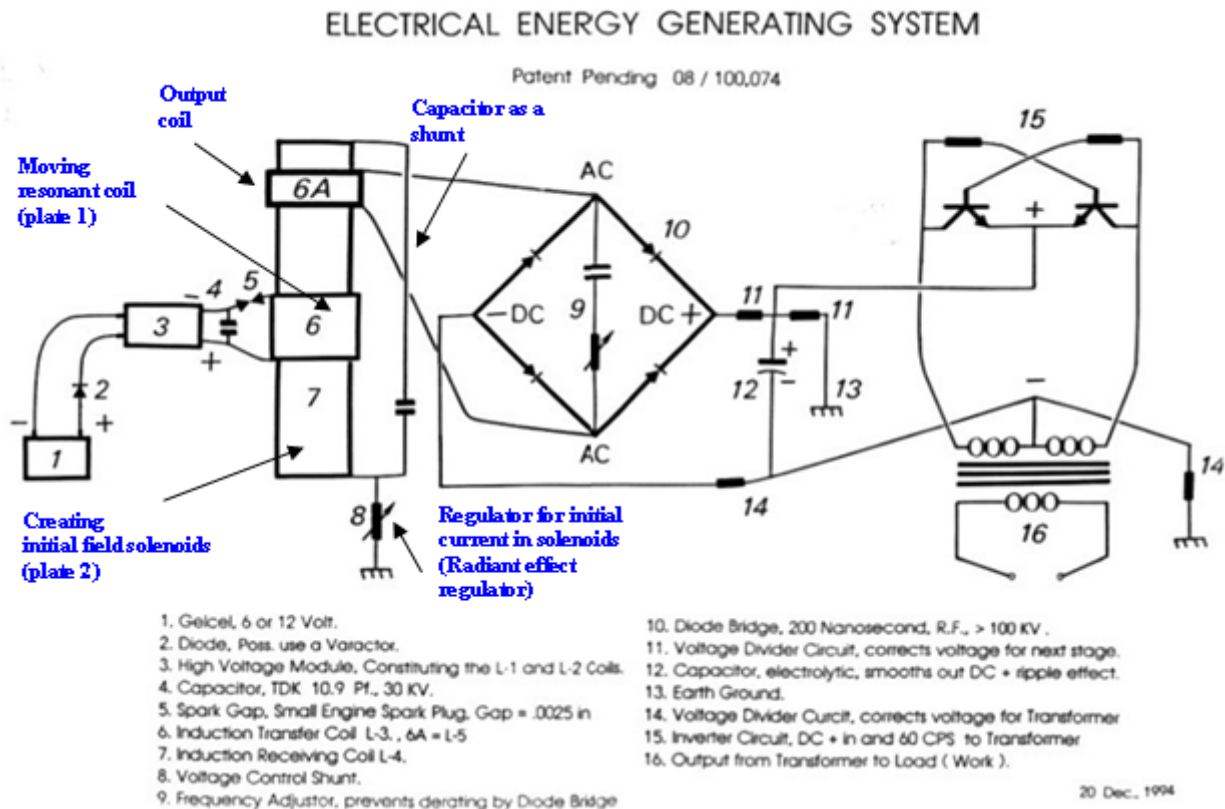 ELECTRICAL ENERGY GENERATING SYSTEM
Patent Pending 08 / 100,074
Output
coil
Capacitor as a
shunt
Moving
resonant coil
(plate 1)
15
6A
AC
10
+
4
5
-
3
6
- DC
9
DC +
11
11
2
+
7
+
12
-
13
-
-
+
1
AC
14
14
Creating
initial field solenoids
(plate 2)
8
Regulator for initial
current in solenoids
(Radiant effect
regulator)
16
1. Gelcel, 6 or 12 Volt.
2. Diode, Poss. use a Varactor.
3. High Voltage Module, Constituting the L-1 and L-2 Coils.
4. Capacitor, TDK 10.9 Pf., 30 KV.
5. Spark Gap, Small Engine Spark Plug, Gap = .0025 in
6. Induction Transfer Coil L-3. , 6A = L-5
7. Induction Receiving Coil L-4.
8. Voltage Control Shunt.
9. Frequency Adjustor, prevents derating by Diode Bridge
10. Diode Bridge, 200 Nanosecond, R.F., > 100 KV .
11. Voltage Divider Circuit, corrects voltage for next stage.
12. Capacitor, electrolytic, smooths out DC + ripple effect.
13. Earth Ground.
14. Voltage Divider Curcit, corrects voltage for Transformer
15. Inverter Circuit, DC + in and 60 CPS to Transformer
16. Output from Transformer to Load ( Work ).
20 Dec., 1994